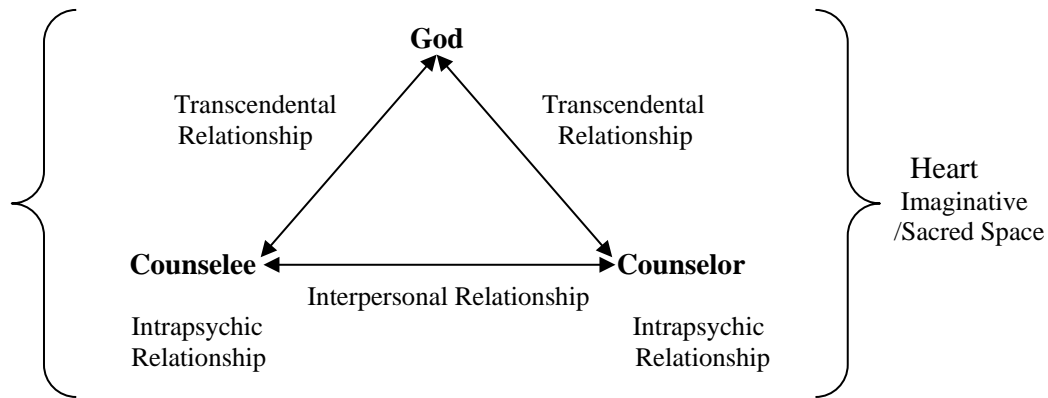 God
Transcendental
Relationship
Transcendental
Relationship
Heart
Imaginative
/Sacred Space
Counselee
Counselor
Interpersonal Relationship
Intrapsychic
Relationship
Intrapsychic
Relationship